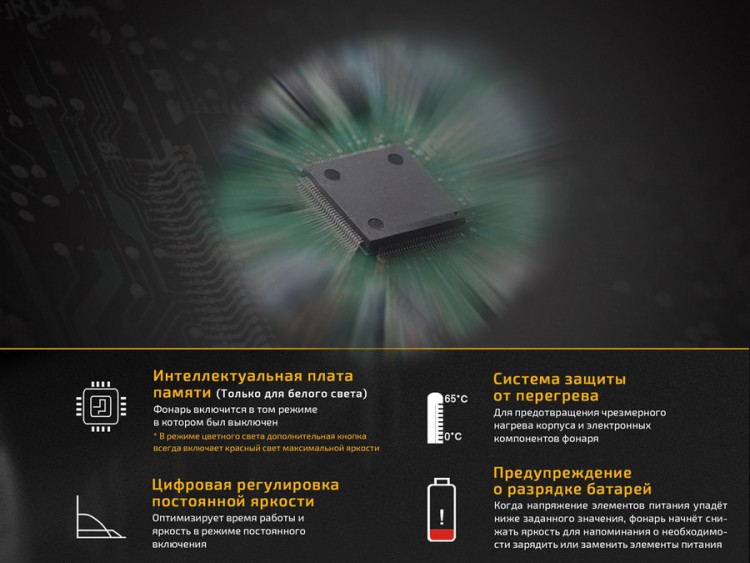 Интеллектуальная плата
памяти (Только для белого света)
Фонарь включится в том режиме
в котором был выключен
* В режиме цветного света дополнительная кнопка
всегда включает красный свет максимальной яркости
Система защиты
от перегрева
65°C
0°C
Для предотвращения чрезмерного
нагрева корпуса и электронных
компонентов фонаря
Цифровая регулировка
постоянной яркости
Оптимизирует время работы и
яркость в режиме постоянного
включения
Предупреждение
о разрядке батарей
!
Когда напряжение элементов питания упадёт
ниже заданного значения, фонарь начнёт сни-
жать яркость для напоминания о необходимо-
сти зарядить или заменить элементы питания